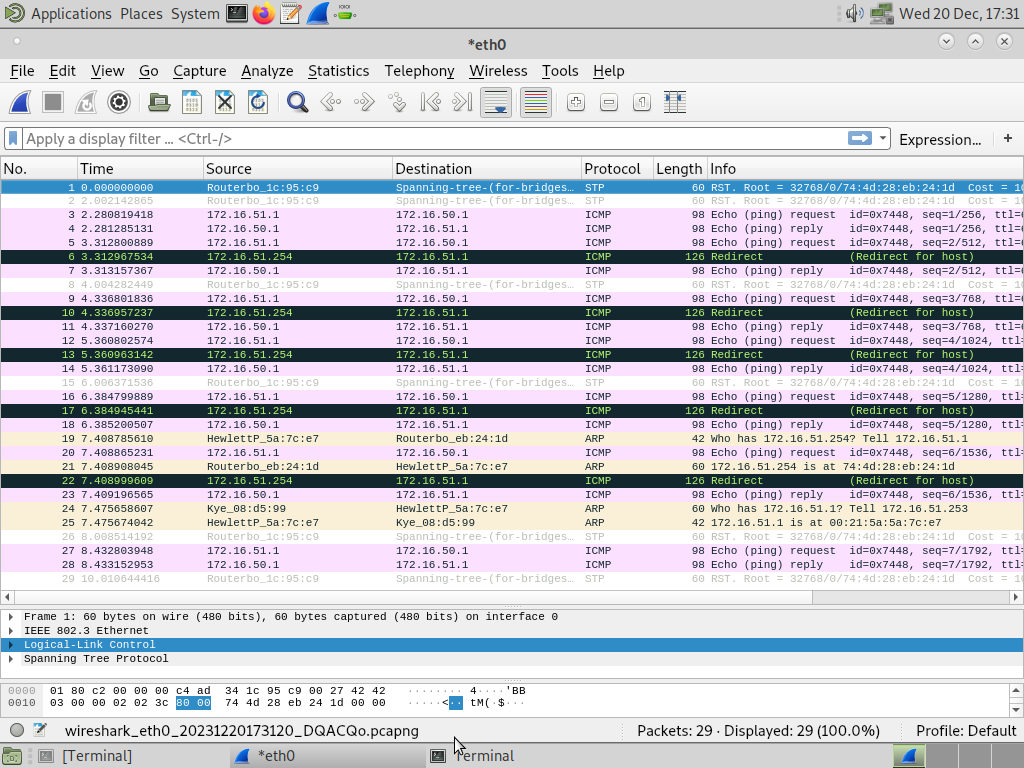 Applications Places System Wed 20 Dec, 17:31
*eth0
File Edit View Go Capture Analyze Statistics Telephony Wireless Tools Help
Apply a display filter ... <Ctrl-/> Expression... +
No. Time Source Destination Protocol Length Info
1 0.000000000 Routerbo_1c:95:c9 Spanning-tree-(for-bridges… STP 60 RST. Root = 32768/0/74:4d:28:eb:24:1d Cost = 10
2 2.002142865 Routerbo_1c:95:c9 Spanning-tree-(for-bridges… STP 60 RST. Root = 32768/0/74:4d:28:eb:24:1d Cost = 10
3 2.280819418 172.16.51.1 172.16.50.1 ICMP 98 Echo (ping) request id=0x7448, seq=1/256, ttl=
4 2.281285131 172.16.50.1 172.16.51.1 ICMP 98 Echo (ping) reply id=0x7448, seq=1/256, ttl=
5 3.312800889 172.16.51.1 172.16.50.1 ICMP 98 Echo (ping) request id=0x7448, seq=2/512, ttl=
6 3.312967534 172.16.51.254 172.16.51.1 ICMP 126 Redirect (Redirect for host)
7 3.313157367 172.16.50.1 172.16.51.1 ICMP 98 Echo (ping) reply id=0x7448, seq=2/512, ttl=
8 4.004282449 Routerbo_1c:95:c9 Spanning-tree-(for-bridges… STP 60 RST. Root = 32768/0/74:4d:28:eb:24:1d Cost = 10
9 4.336801836 172.16.51.1 172.16.50.1 ICMP 98 Echo (ping) request id=0x7448, seq=3/768, ttl=
10 4.336957237 172.16.51.254 172.16.51.1 ICMP 126 Redirect (Redirect for host)
11 4.337160270 172.16.50.1 172.16.51.1 ICMP 98 Echo (ping) reply id=0x7448, seq=3/768, ttl=
12 5.360802574 172.16.51.1 172.16.50.1 ICMP 98 Echo (ping) request id=0x7448, seq=4/1024, ttl=
13 5.360963142 172.16.51.254 172.16.51.1 ICMP 126 Redirect (Redirect for host)
14 5.361173090 172.16.50.1 172.16.51.1 ICMP 98 Echo (ping) reply id=0x7448, seq=4/1024, ttl=
15 6.006371536 Routerbo_1c:95:c9 Spanning-tree-(for-bridges… STP 60 RST. Root = 32768/0/74:4d:28:eb:24:1d Cost = 10
16 6.384799889 172.16.51.1 172.16.50.1 ICMP 98 Echo (ping) request id=0x7448, seq=5/1280, ttl=
17 6.384945441 172.16.51.254 172.16.51.1 ICMP 126 Redirect (Redirect for host)
18 6.385200507 172.16.50.1 172.16.51.1 ICMP 98 Echo (ping) reply id=0x7448, seq=5/1280, ttl=
19 7.408785610 HewlettP_5a:7c:e7 Routerbo_eb:24:1d ARP 42 Who has 172.16.51.254? Tell 172.16.51.1
20 7.408865231 172.16.51.1 172.16.50.1 ICMP 98 Echo (ping) request id=0x7448, seq=6/1536, ttl=
21 7.408908045 Routerbo_eb:24:1d HewlettP_5a:7c:e7 ARP 60 172.16.51.254 is at 74:4d:28:eb:24:1d
22 7.408999609 172.16.51.254 172.16.51.1 ICMP 126 Redirect (Redirect for host)
23 7.409196565 172.16.50.1 172.16.51.1 ICMP 98 Echo (ping) reply id=0x7448, seq=6/1536, ttl=
24 7.475658607 Kye_08:d5:99 HewlettP_5a:7c:e7 ARP 60 Who has 172.16.51.1? Tell 172.16.51.253
25 7.475674042 HewlettP_5a:7c:e7 Kye_08:d5:99 ARP 42 172.16.51.1 is at 00:21:5a:5a:7c:e7
26 8.008514192 Routerbo_1c:95:c9 Spanning-tree-(for-bridges… STP 60 RST. Root = 32768/0/74:4d:28:eb:24:1d Cost = 10
27 8.432803948 172.16.51.1 172.16.50.1 ICMP 98 Echo (ping) request id=0x7448, seq=7/1792, ttl=
28 8.433152953 172.16.50.1 172.16.51.1 ICMP 98 Echo (ping) reply id=0x7448, seq=7/1792, ttl=
29 10.010644416 Routerbo_1c:95:c9 Spanning-tree-(for-bridges… STP 60 RST. Root = 32768/0/74:4d:28:eb:24:1d Cost = 10
Frame 1: 60 bytes on wire (480 bits), 60 bytes captured (480 bits) on interface 0
IEEE 802.3 Ethernet
Logical-Link Control
Spanning Tree Protocol
0000 01 80 c2 00 00 00 c4 ad 34 1c 95 c9 00 27 42 42 ········ 4····'BB
0010 03 00 00 02 02 3c 80 00 74 4d 28 eb 24 1d 00 00 ·····<·· tM(·$···
wireshark_eth0_20231220173120_DQACQo.pcapng Packets: 29 · Displayed: 29 (100.0%) Profile: Default
[Terminal] *eth0 Terminal